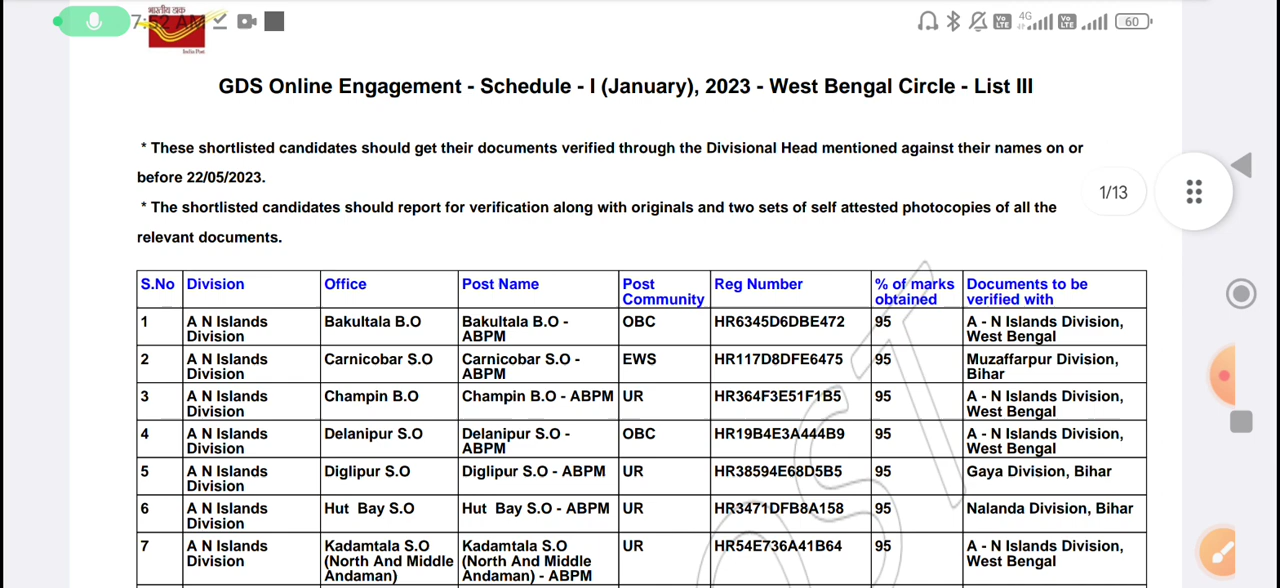 भारतीय डाक
7:52 AM
4G
Vo LTE
Vo LTE
60
India Post
GDS Online Engagement - Schedule - I (January), 2023 - West Bengal Circle - List III
* These shortlisted candidates should get their documents verified through the Divisional Head mentioned against their names on or
before 22/05/2023.
1/13
* The shortlisted candidates should report for verification along with originals and two sets of self attested photocopies of all the
relevant documents.
S.No Division Office Post Name Post Community Reg Number % of marks obtained Documents to be verified with
1 A N Islands Division Bakultala B.O Bakultala B.O - ABPM OBC HR6345D6DBE472 95 A - N Islands Division, West Bengal
2 A N Islands Division Carnicobar S.O Carnicobar S.O - ABPM EWS HR117D8DFE6475 95 Muzaffarpur Division, Bihar
3 A N Islands Division Champin B.O Champin B.O - ABPM UR HR364F3E51F1B5 95 A - N Islands Division, West Bengal
4 A N Islands Division Delanipur S.O Delanipur S.O - ABPM OBC HR19B4E3A444B9 95 A - N Islands Division, West Bengal
5 A N Islands Division Diglipur S.O Diglipur S.O - ABPM UR HR38594E68D5B5 95 Gaya Division, Bihar
6 A N Islands Division Hut Bay S.O Hut Bay S.O - ABPM UR HR3471DFB8A158 95 Nalanda Division, Bihar
7 A N Islands Division Kadamtala S.O (North And Middle Andaman) Kadamtala S.O (North And Middle Andaman) - ABPM UR HR54E736A41B64 95 A - N Islands Division, West Bengal